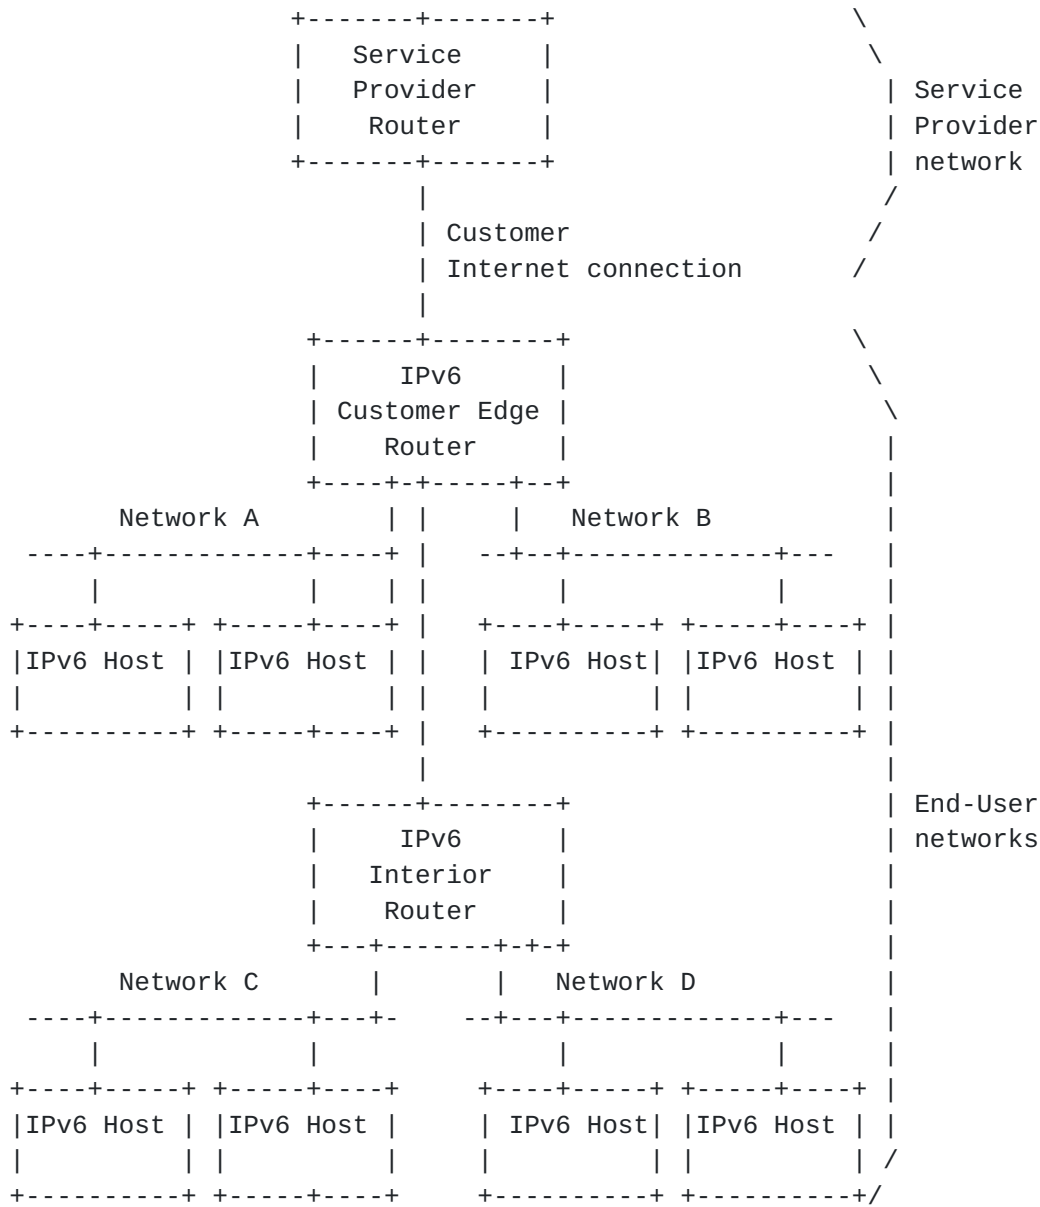 Service
Provider
Router
Service
Provider
network
Customer
Internet connection
IPv6
Customer Edge
Router
Network A
Network B
IPv6 Host
IPv6 Host
IPv6 Host
IPv6 Host
IPv6
Interior
Router
End-User
networks
Network C
Network D
IPv6 Host
IPv6 Host
IPv6 Host
IPv6 Host